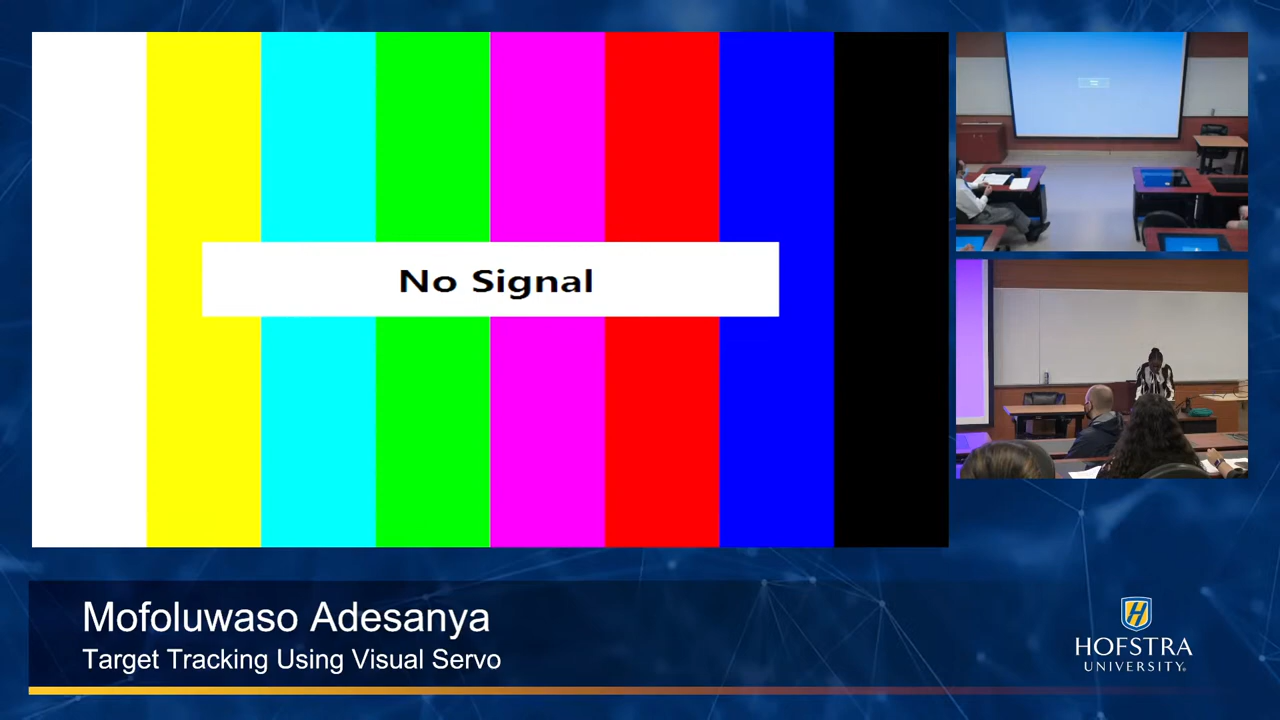 No Signal
Mofoluwaso Adesanya
Target Tracking Using Visual Servo
HOFSTRA
UNIVERSITY®